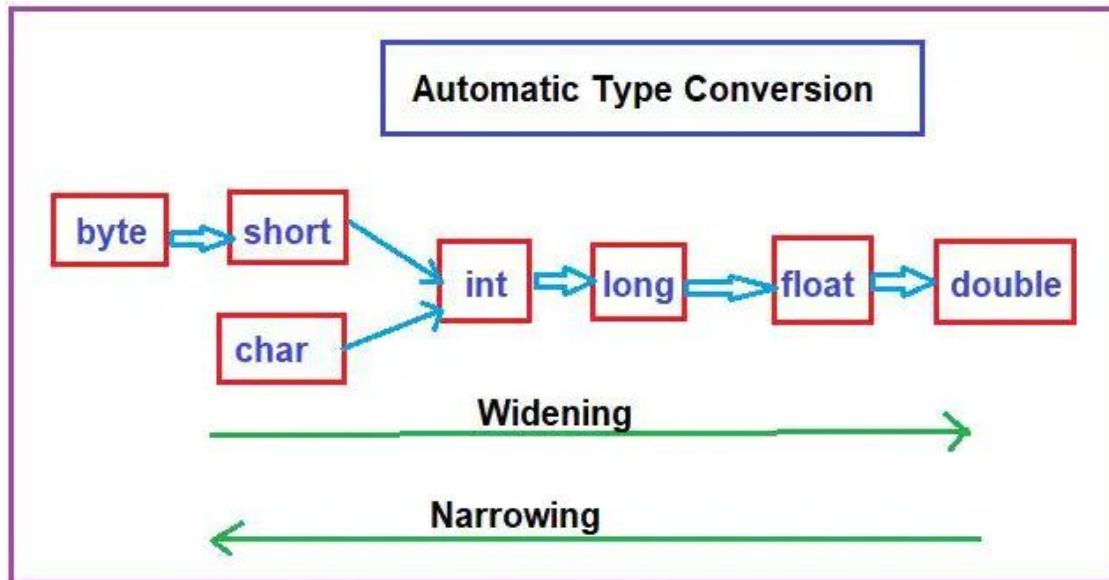 Automatic Type Conversion
byte
short
char
int
long
float
double
Widening
Narrowing